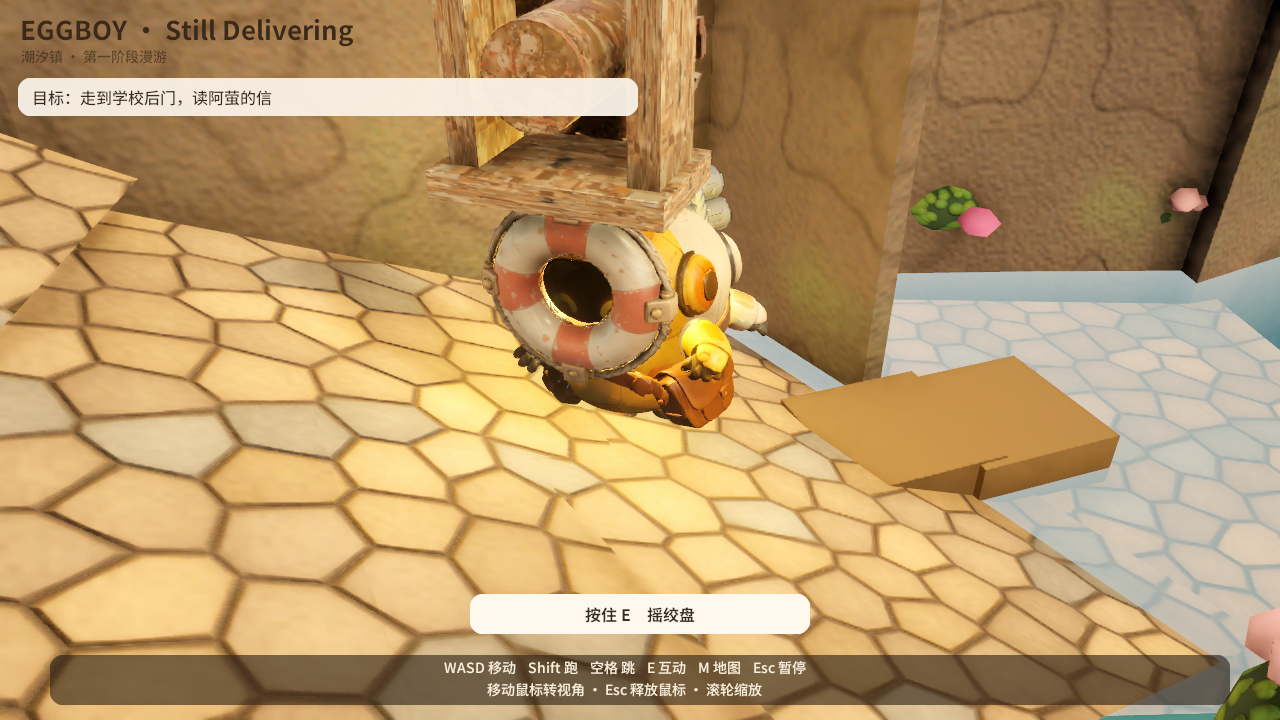 EGGBOY • Still Delivering
潮汐镇 • 第一阶段漫游
目标：走到学校后门，读阿萤的信
按住 E 摇绞盘
WASD 移动 Shift 跑 空格 跳 E 互动 M 地图 Esc 暂停
移动鼠标转视角 • Esc 释放鼠标 • 滚轮缩放